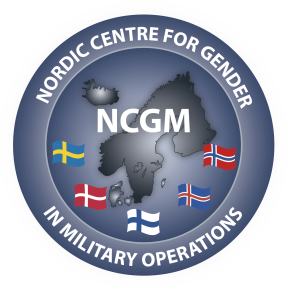 NORDIC CENTRE FOR GENDER
NCGM
IN MILITARY OPERATIONS